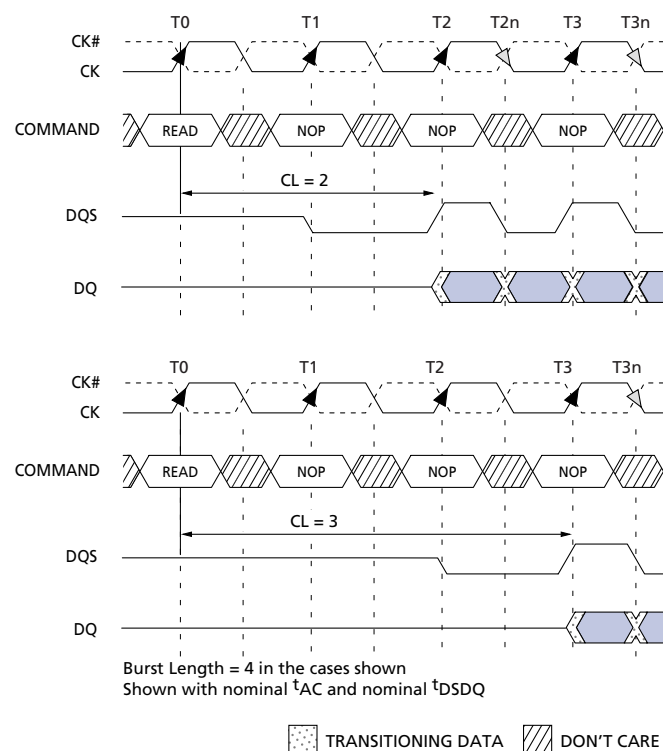 T0 T1 T2 T2n T3 T3n
CK#
CK
COMMAND READ NOP NOP NOP
CL = 2
DQS
DQ
T0 T1 T2 T3 T3n
CK#
CK
COMMAND READ NOP NOP NOP
CL = 3
DQS
DQ
Burst Length = 4 in the cases shown
Shown with nominal tAC and nominal tDSDQ
TRANSITIONING DATA DON'T CARE